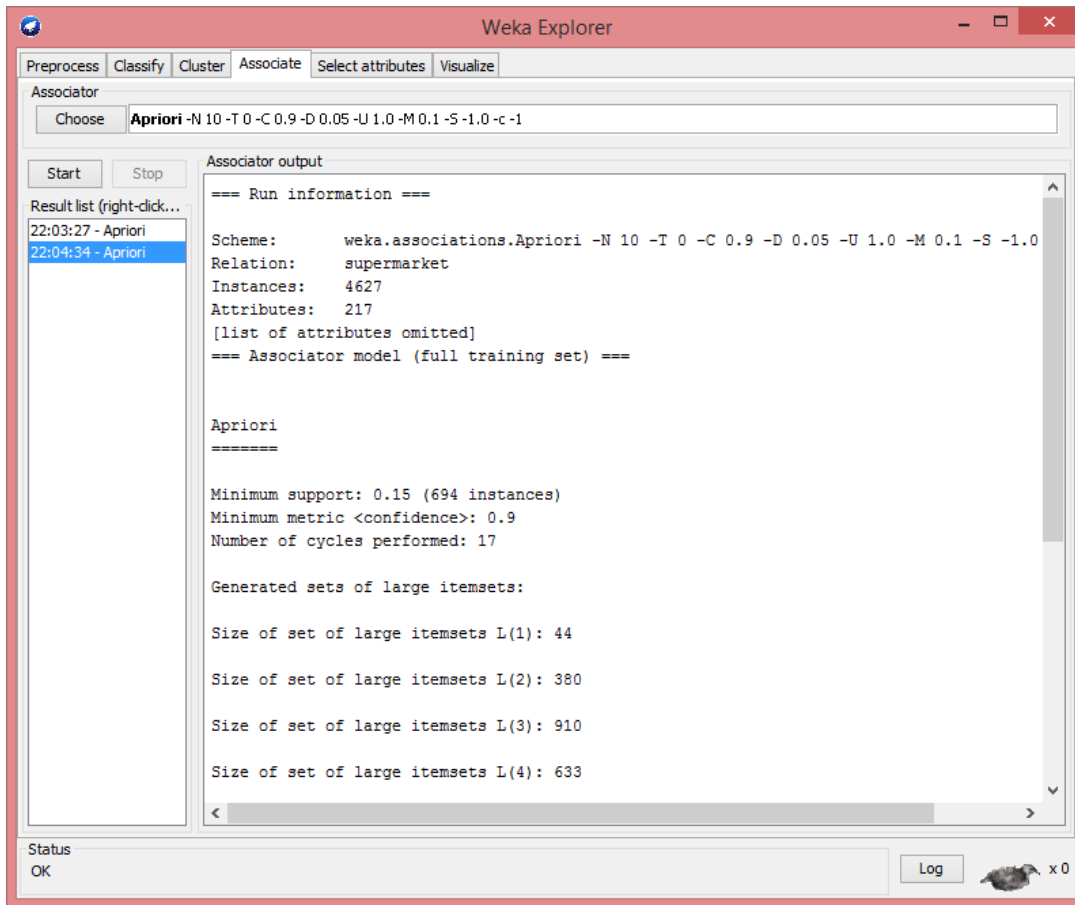 Weka Explorer
Preprocess Classify Cluster Associate Select attributes Visualize
Associator
Choose Apriori -N 10 -T 0 -C 0.9 -D 0.05 -U 1.0 -M 0.1 -S -1.0 -c -1
Start Stop
Result list (right-click...
22:03:27 - Apriori
22:04:34 - Apriori
Associator output
=== Run information ===
Scheme: weka.associations.Apriori -N 10 -T 0 -C 0.9 -D 0.05 -U 1.0 -M 0.1 -S -1.0
Relation: supermarket
Instances: 4627
Attributes: 217
[list of attributes omitted]
=== Associator model (full training set) ===
Apriori
=======
Minimum support: 0.15 (694 instances)
Minimum metric <confidence>: 0.9
Number of cycles performed: 17
Generated sets of large itemsets:
Size of set of large itemsets L(1): 44
Size of set of large itemsets L(2): 380
Size of set of large itemsets L(3): 910
Size of set of large itemsets L(4): 633
Status
OK
Log
x 0